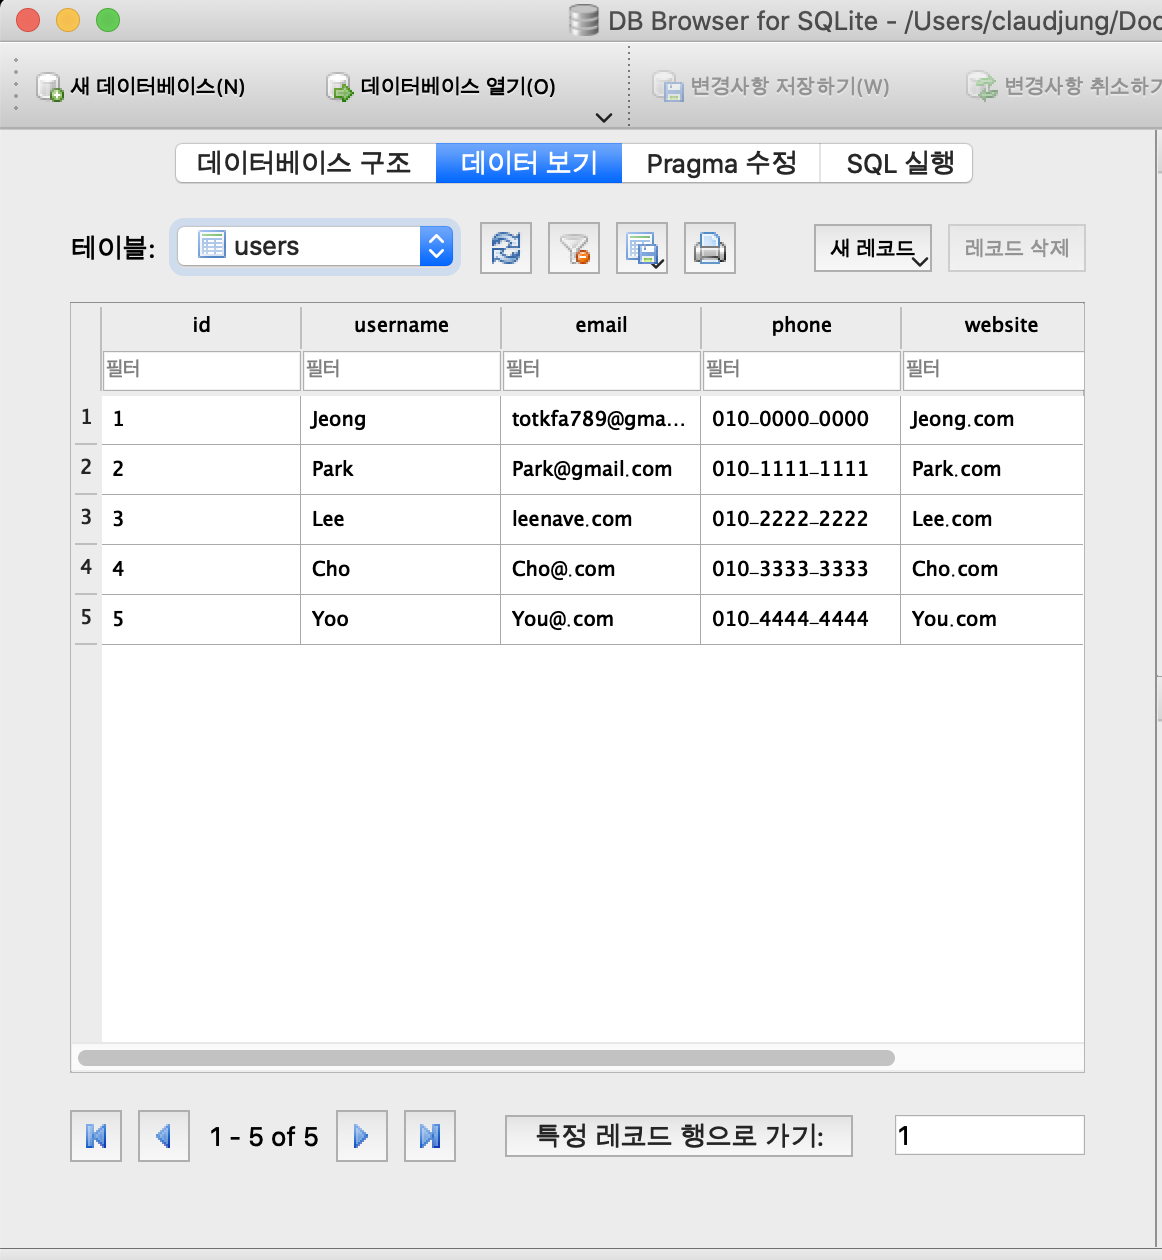 DB Browser for SQLite - /Users/claudjung/Doc
새 데이터베이스(N) 데이터베이스 열기(O) 변경사항 저장하기(W) 변경사항 취소하기
데이터베이스 구조 데이터 보기 Pragma 수정 SQL 실행
테이블: users 새 레코드 레코드 삭제
id username email phone website
필터 필터 필터 필터 필터
1 1 Jeong totkfa789@gma... 010-0000-0000 Jeong.com
2 2 Park Park@gmail.com 010-1111-1111 Park.com
3 3 Lee leenave.com 010-2222-2222 Lee.com
4 4 Cho Cho@.com 010-3333-3333 Cho.com
5 5 Yoo You@.com 010-4444-4444 You.com
1 - 5 of 5 특정 레코드 행으로 가기: 1